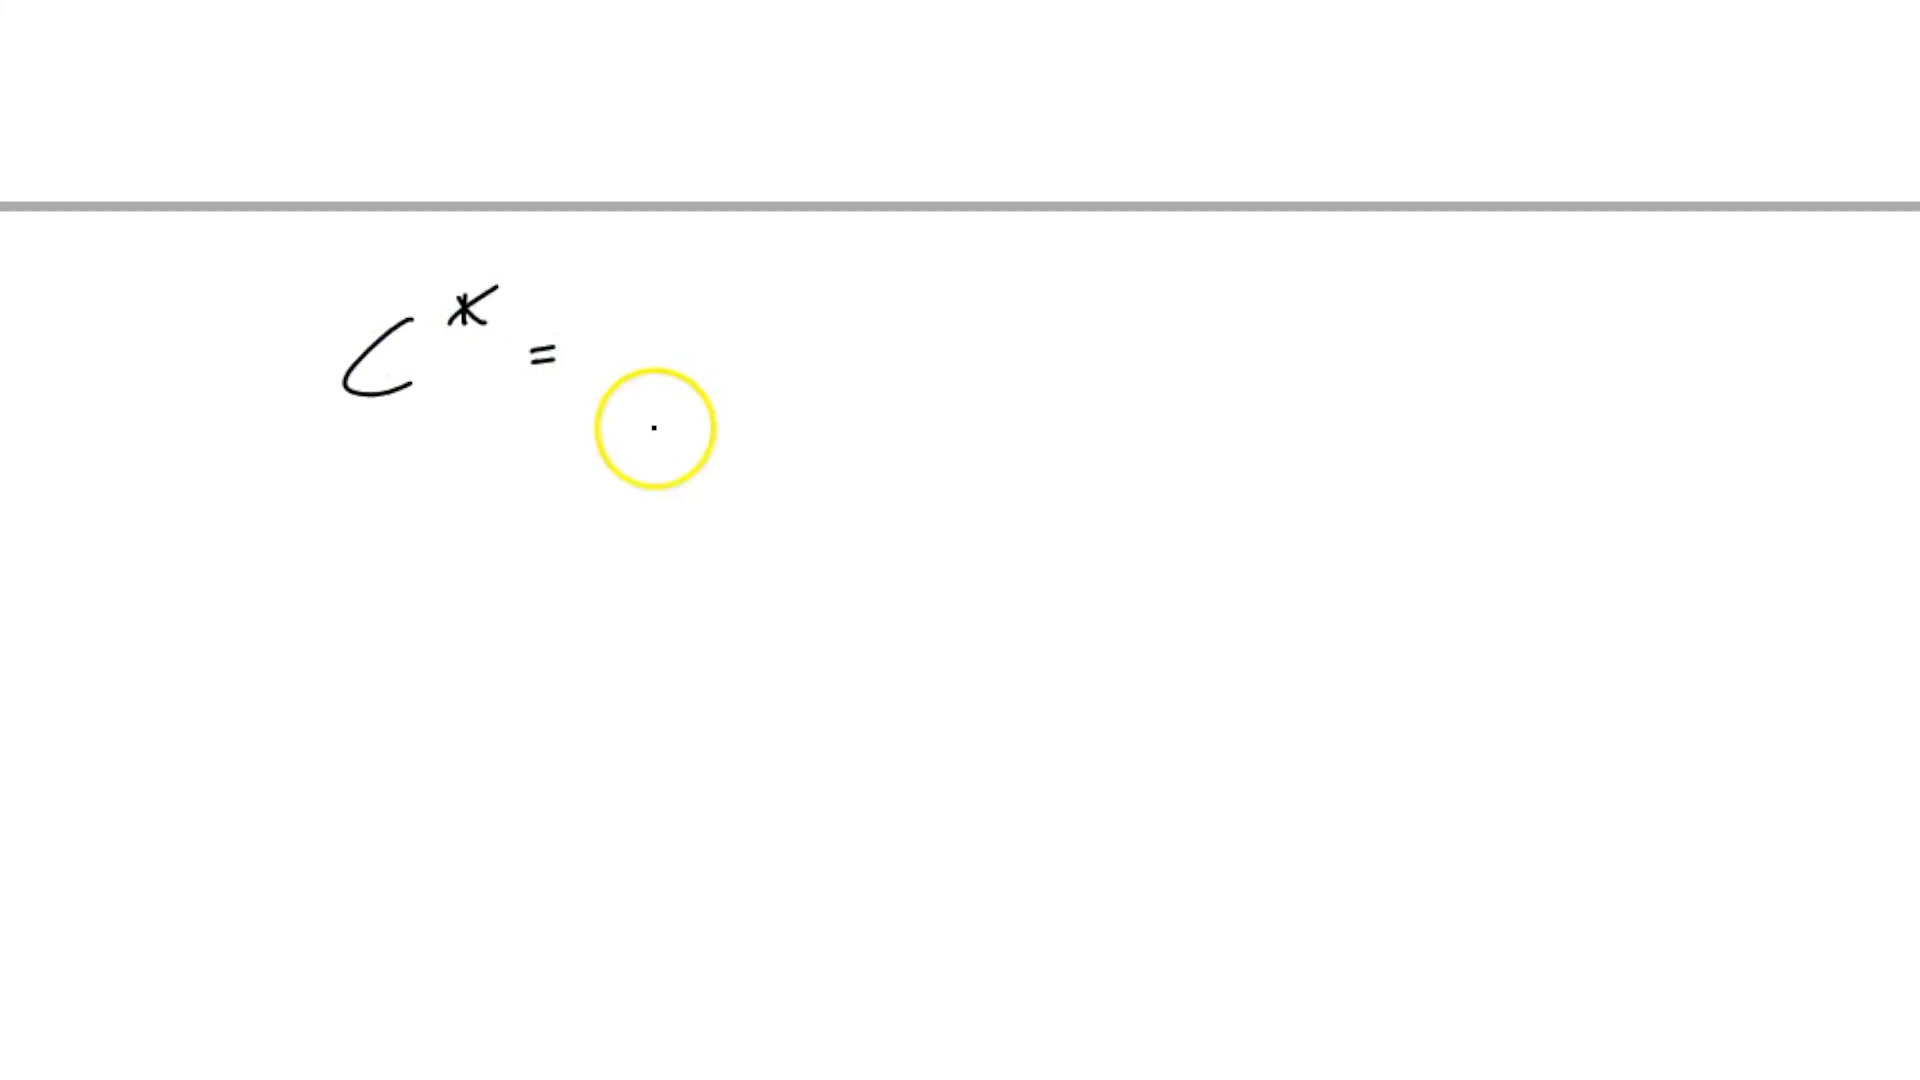 C* =